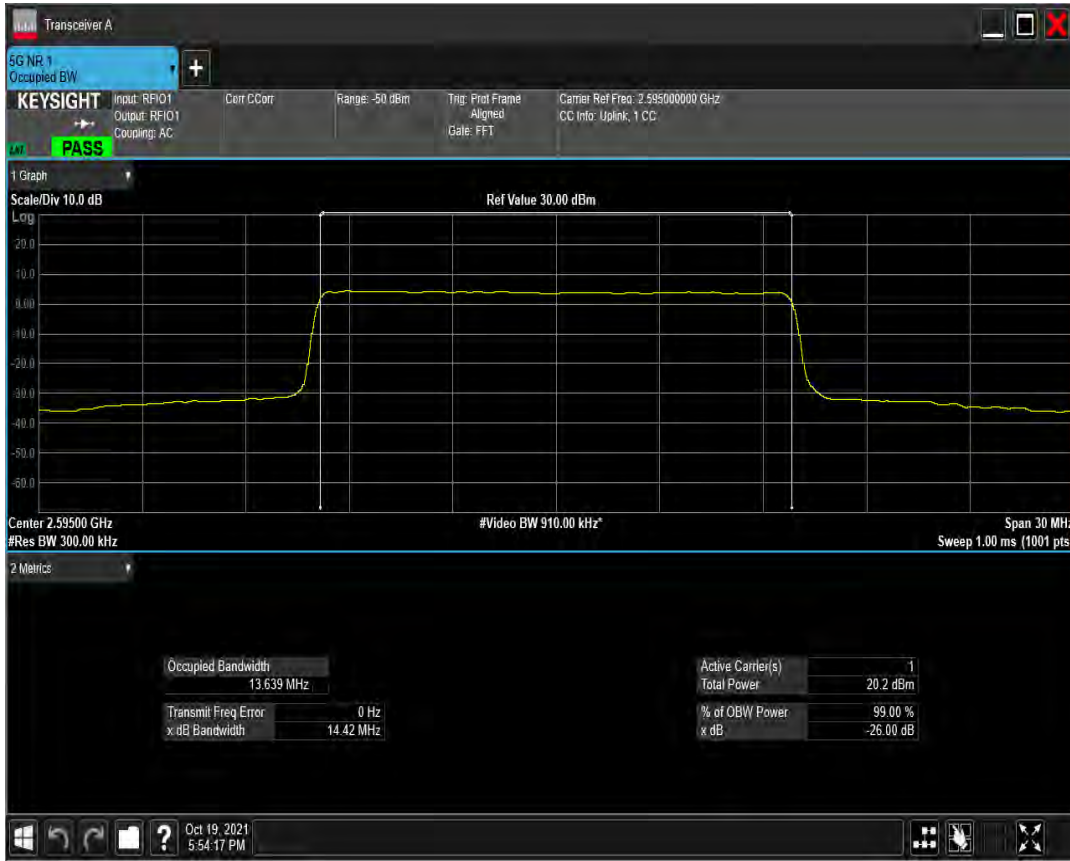 Transceiver A
5G NR 1
Occupied BW
+
KEYSIGHT
Input: RFIO1
Output: RFIO1
Coupling: AC
Corr CCorr
Range: -50 dBm
Trig: Prot Frame
Aligned
Gate: FFT
Carrier Ref Freq: 2.595000000 GHz
CC Info: Uplink, 1 CC
PASS
1 Graph
Scale/Div 10.0 dB
Ref Value 30.00 dBm
Log
20.0
10.0
0.00
-10.0
-20.0
-30.0
-40.0
-50.0
-60.0
Center 2.59500 GHz
#Video BW 910.00 kHz*
Span 30 MHz
#Res BW 300.00 kHz
Sweep 1.00 ms (1001 pts
2 Metrics
Occupied Bandwidth
13.639 MHz
Transmit Freq Error 0 Hz
x dB Bandwidth 14.42 MHz
Active Carrier(s) 1
Total Power 20.2 dBm
% of OBW Power 99.00 %
x dB -26.00 dB
?
Oct 19, 2021
5:54:17 PM